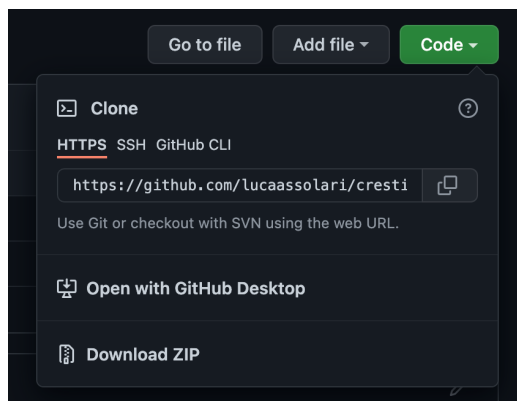 Go to file Add file Code
Clone
HTTPS SSH GitHub CLI
https://github.com/lucaassolari/cresti
Use Git or checkout with SVN using the web URL.
Open with GitHub Desktop
Download ZIP